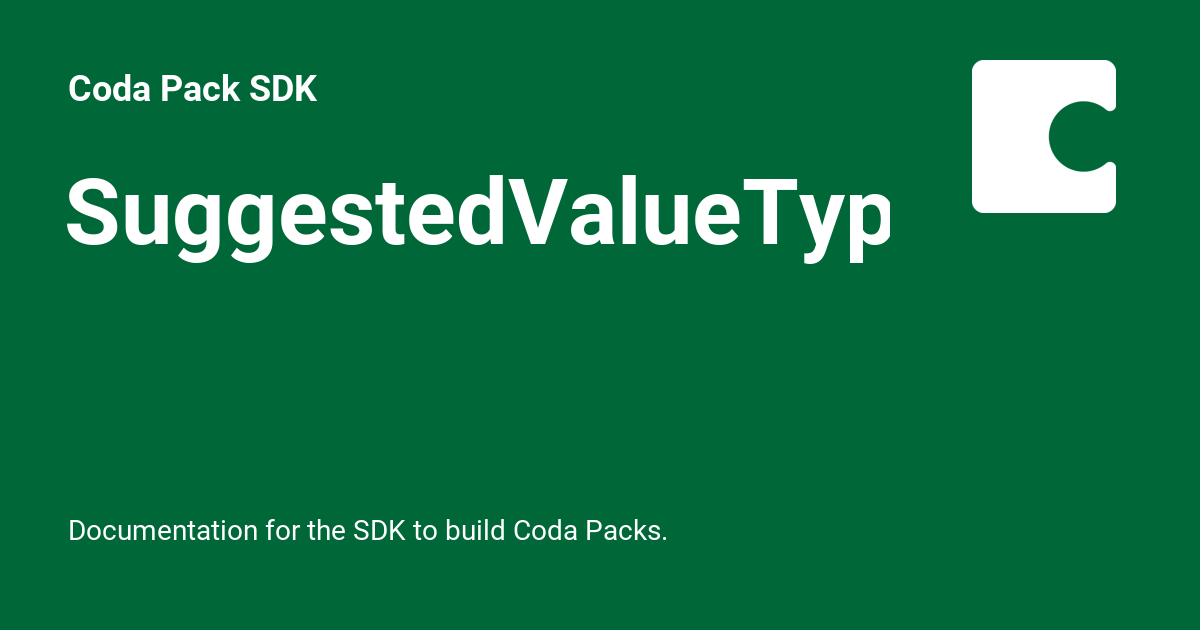 Coda Pack SDK
SuggestedValueTyp
Documentation for the SDK to build Coda Packs.